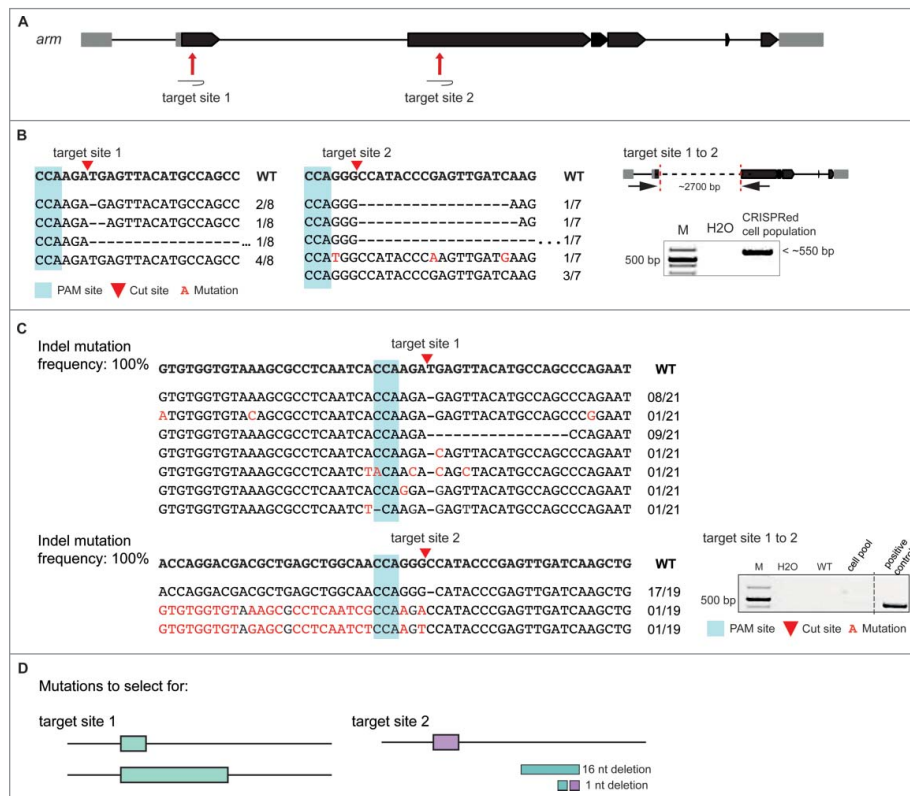 A
arm
target site 1
target site 2
B
target site 1
CCAAGATGAGTTACATGCCAGCC WT
CCAAGA-GAGTTACATGCCAGCC 2/8
CCAAGA--AGTTACATGCCAGCC 1/8
CCAAGA-----------------... 1/8
CCAAGATGAGTTACATGCCAGCC 4/8
PAM site Cut site A Mutation
target site 2
CCAGGGCCATACCCGAGTTGATCAAG WT
CCAGGG-----------------AAG 1/7
CCAGGG------------------AG 1/7
CCAGGG--------------------... 1/7
CCATGGCCATACCCAAGTTGATGAAG 1/7
CCAGGGCCATACCCGAGTTGATCAAG 3/7
target site 1 to 2
~2700 bp
M H2O CRISPRed cell population
500 bp
< ~550 bp
C
Indel mutation
frequency: 100%
target site 1
GTGTGGTGTAAAGCGCCTCAATCACCAAGATGAGTTACATGCCAGCCCAGAAT WT
GTGTGGTGTAAAGCGCCTCAATCACCAAGA-GAGTTACATGCCAGCCCAGAAT 08/21
ATGTGGTGTACAGCGCCTCAATCACCAAGA-GAGTTACATGCCAGCCCGGAAT 01/21
GTGTGGTGTAAAGCGCCTCAATCACCAAGA----------------CCAGAAT 09/21
GTGTGGTGTAAAGCGCCTCAATCACCAAGA-CAGTTACATGCCAGCCCAGAAT 01/21
GTGTGGTGTAAAGCGCCTCAATCTACAACA-CAGCTACATGCCAGCCCAGAAT 01/21
GTGTGGTGTAAAGCGCCTCAATCACCAGGA-GAGTTACATGCCAGCCCAGAAT 01/21
GTGTGGTGTAAAGCGCCTCAATCT-CAAGA-GAGTTACATGCCAGCCCAGAAT 01/21
Indel mutation
frequency: 100%
target site 2
ACCAGGACGACGCTGAGCTGGCAACCAGGGCCATACCCGAGTTGATCAAGCTG WT
ACCAGGACGACGCTGAGCTGGCAACCAGGG-CATACCCGAGTTGATCAAGCTG 17/19
GTGTGGTGTAAAGCGCCTCAATCGCCAAGACCATACCCGAGTTGATCAAGCTG 01/19
GTGTGGTGTAGAGCGCCTCAATCTCCAAGTCCATACCCGAGTTGATCAAGCTG 01/19
target site 1 to 2
M H2O WT cell pool positive control
500 bp
PAM site Cut site A Mutation
D
Mutations to select for:
target site 1
target site 2
16 nt deletion
1 nt deletion